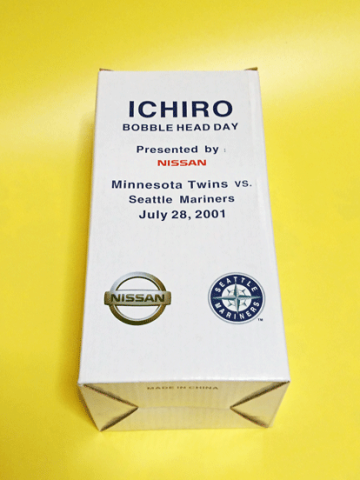 ICHIRO
BOBBLE HEAD DAY
Presented by :
NISSAN
Minnesota Twins vs.
Seattle Mariners
July 28, 2001
NISSAN
SEATTLE
MARINERS
TM
MADE IN CHINA